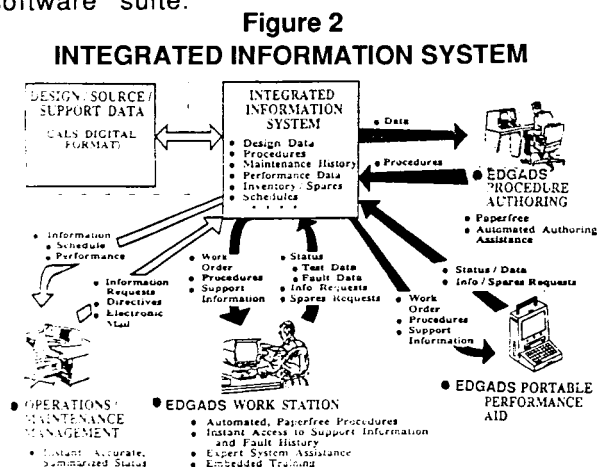 software suite.
Figure 2
INTEGRATED INFORMATION SYSTEM
DESIGN/SOURCE/
SUPPORT DATA
(CALS DIGITAL
FORMAT)
INTEGRATED
INFORMATION
SYSTEM
• Design Data
• Procedures
• Maintenance History
• Performance Data
• Inventory/Spares
• Schedules
• Data
• Procedures
• EDGADS
PROCEDURE
AUTHORING
• Paperfree
• Automated Authoring
Assistance
• Information
• Schedule
• Performance
• Information
Requests
• Directives
• Electronic
Mail
• Work
Order
• Procedures
• Support
Information
• Status
• Test Data
• Fault Data
• Info Requests
• Spares Requests
• Status / Data
• Info / Spares Requests
• Work
Order
• Procedures
• Support
Information
• OPERATIONS/
MAINTENANCE
MANAGEMENT
• Instant, Accurate,
Summarized Status
• EDGADS WORK STATION
• Automated, Paperfree Procedures
• Instant Access to Support Information
and Fault History
• Expert System Assistance
• Embedded Training
• EDGADS PORTABLE
PERFORMANCE
AID